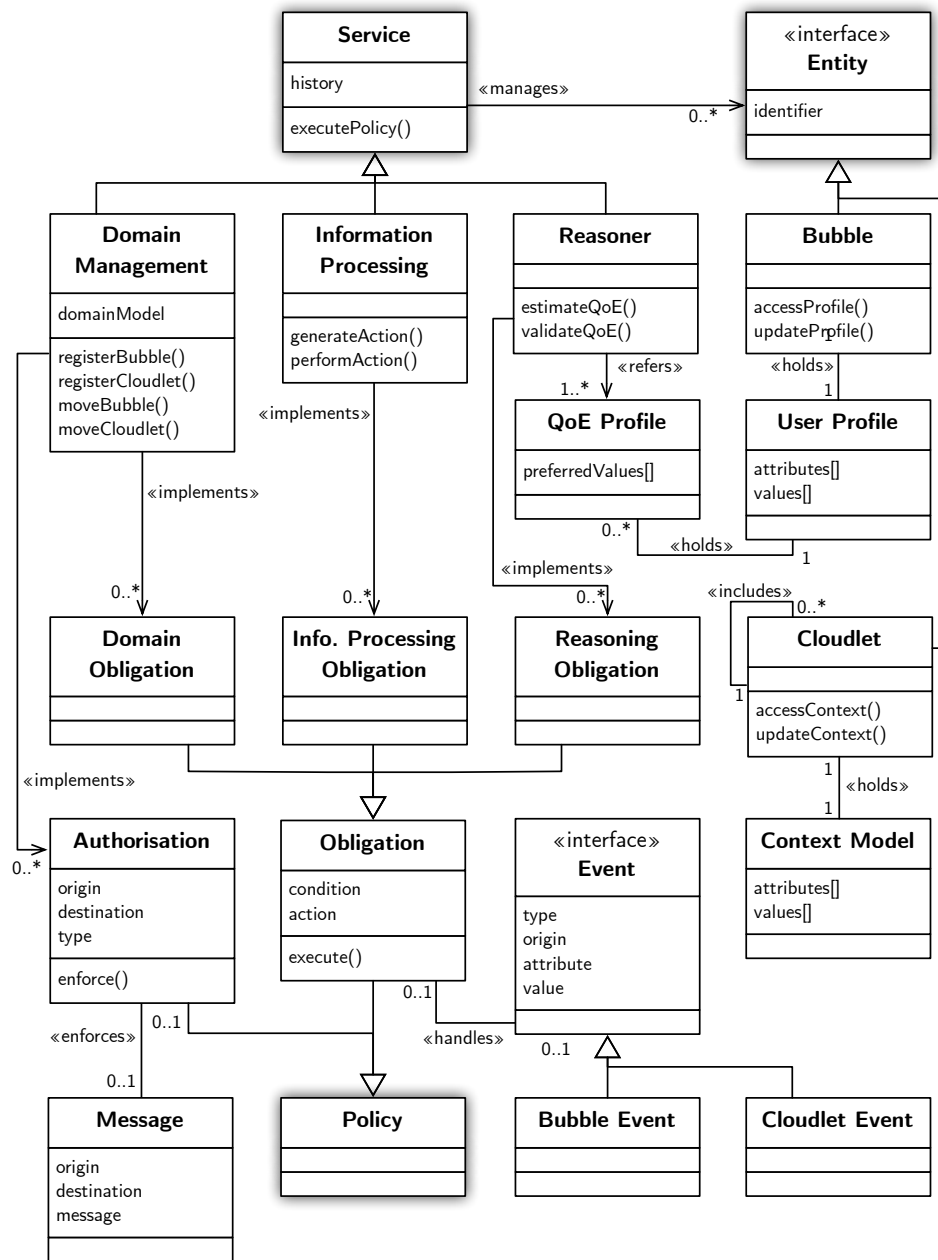 Service
history
executePolicy()
«manages»
0..*
«interface»
Entity
identifier
Domain
Management
domainModel
registerBubble()
registerCloudlet()
moveBubble()
moveCloudlet()
Information
Processing
generateAction()
performAction()
Reasoner
estimateQoE()
validateQoE()
Bubble
accessProfile()
updateProfile()
1
«holds»
1
«refers»
1..*
QoE Profile
preferredValues[]
User Profile
attributes[]
values[]
0..*
«holds»
1
«implements»
0..*
«implements»
0..*
«implements»
0..*
«includes»
0..*
1
Domain
Obligation
Info. Processing
Obligation
Reasoning
Obligation
Cloudlet
accessContext()
updateContext()
1
«holds»
1
«implements»
0..*
Authorisation
origin
destination
type
enforce()
Obligation
condition
action
execute()
«interface»
Event
type
origin
attribute
value
Context Model
attributes[]
values[]
«enforces»
0..1
0..1
0..1
«handles»
0..1
Message
origin
destination
message
Policy
Bubble Event
Cloudlet Event